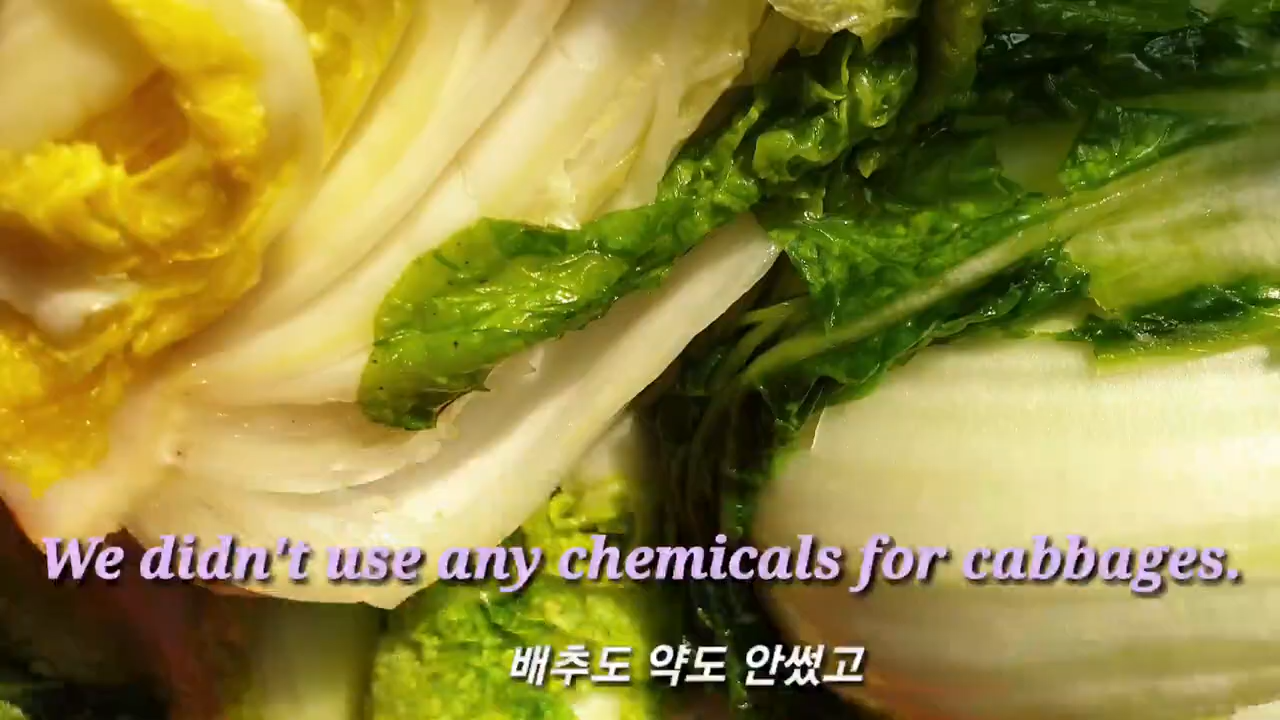 We didn't use any chemicals for cabbages.
배추도 약도 안썼고